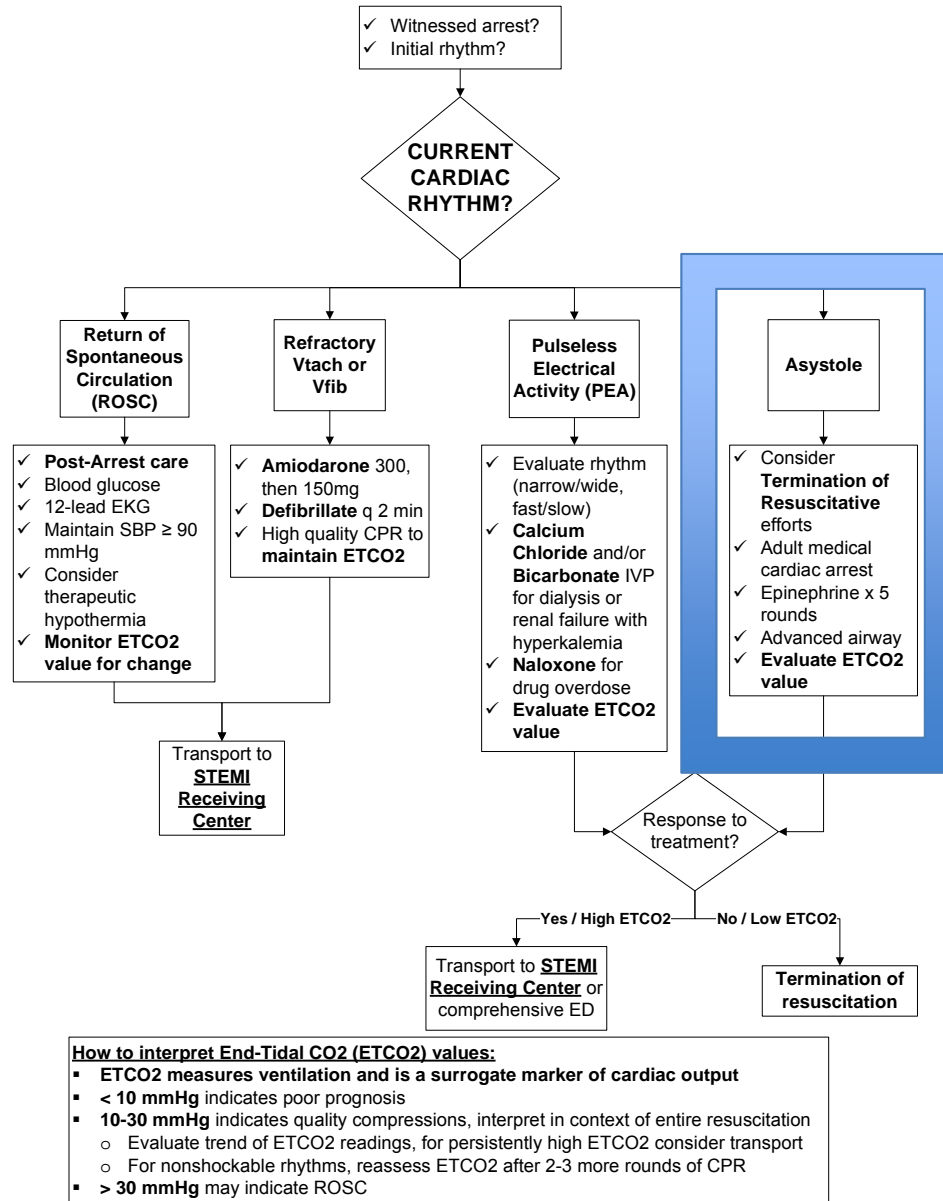 ✓ Witnessed arrest?
✓ Initial rhythm?
CURRENT
CARDIAC
RHYTHM?
Return of
Spontaneous
Circulation
(ROSC)
✓ Post-Arrest care
✓ Blood glucose
✓ 12-lead EKG
✓ Maintain SBP ≥ 90
mmHg
✓ Consider
therapeutic
hypothermia
✓ Monitor ETCO2
value for change
Refractory
Vtach or
Vfib
✓ Amiodarone 300,
then 150mg
✓ Defibrillate q 2 min
✓ High quality CPR to
maintain ETCO2
Transport to
STEMI
Receiving
Center
Pulseless
Electrical
Activity (PEA)
✓ Evaluate rhythm
(narrow/wide,
fast/slow)
✓ Calcium
Chloride and/or
Bicarbonate IVP
for dialysis or
renal failure with
hyperkalemia
✓ Naloxone for
drug overdose
✓ Evaluate ETCO2
value
Asystole
✓ Consider
Termination of
Resuscitative
efforts
✓ Adult medical
cardiac arrest
✓ Epinephrine x 5
rounds
✓ Advanced airway
✓ Evaluate ETCO2
value
Response to
treatment?
Yes / High ETCO2
No / Low ETCO2
Transport to STEMI
Receiving Center or
comprehensive ED
Termination of
resuscitation
How to interpret End-Tidal CO2 (ETCO2) values:
▪ ETCO2 measures ventilation and is a surrogate marker of cardiac output
▪ < 10 mmHg indicates poor prognosis
▪ 10-30 mmHg indicates quality compressions, interpret in context of entire resuscitation
o Evaluate trend of ETCO2 readings, for persistently high ETCO2 consider transport
o For nonshockable rhythms, reassess ETCO2 after 2-3 more rounds of CPR
▪ > 30 mmHg may indicate ROSC